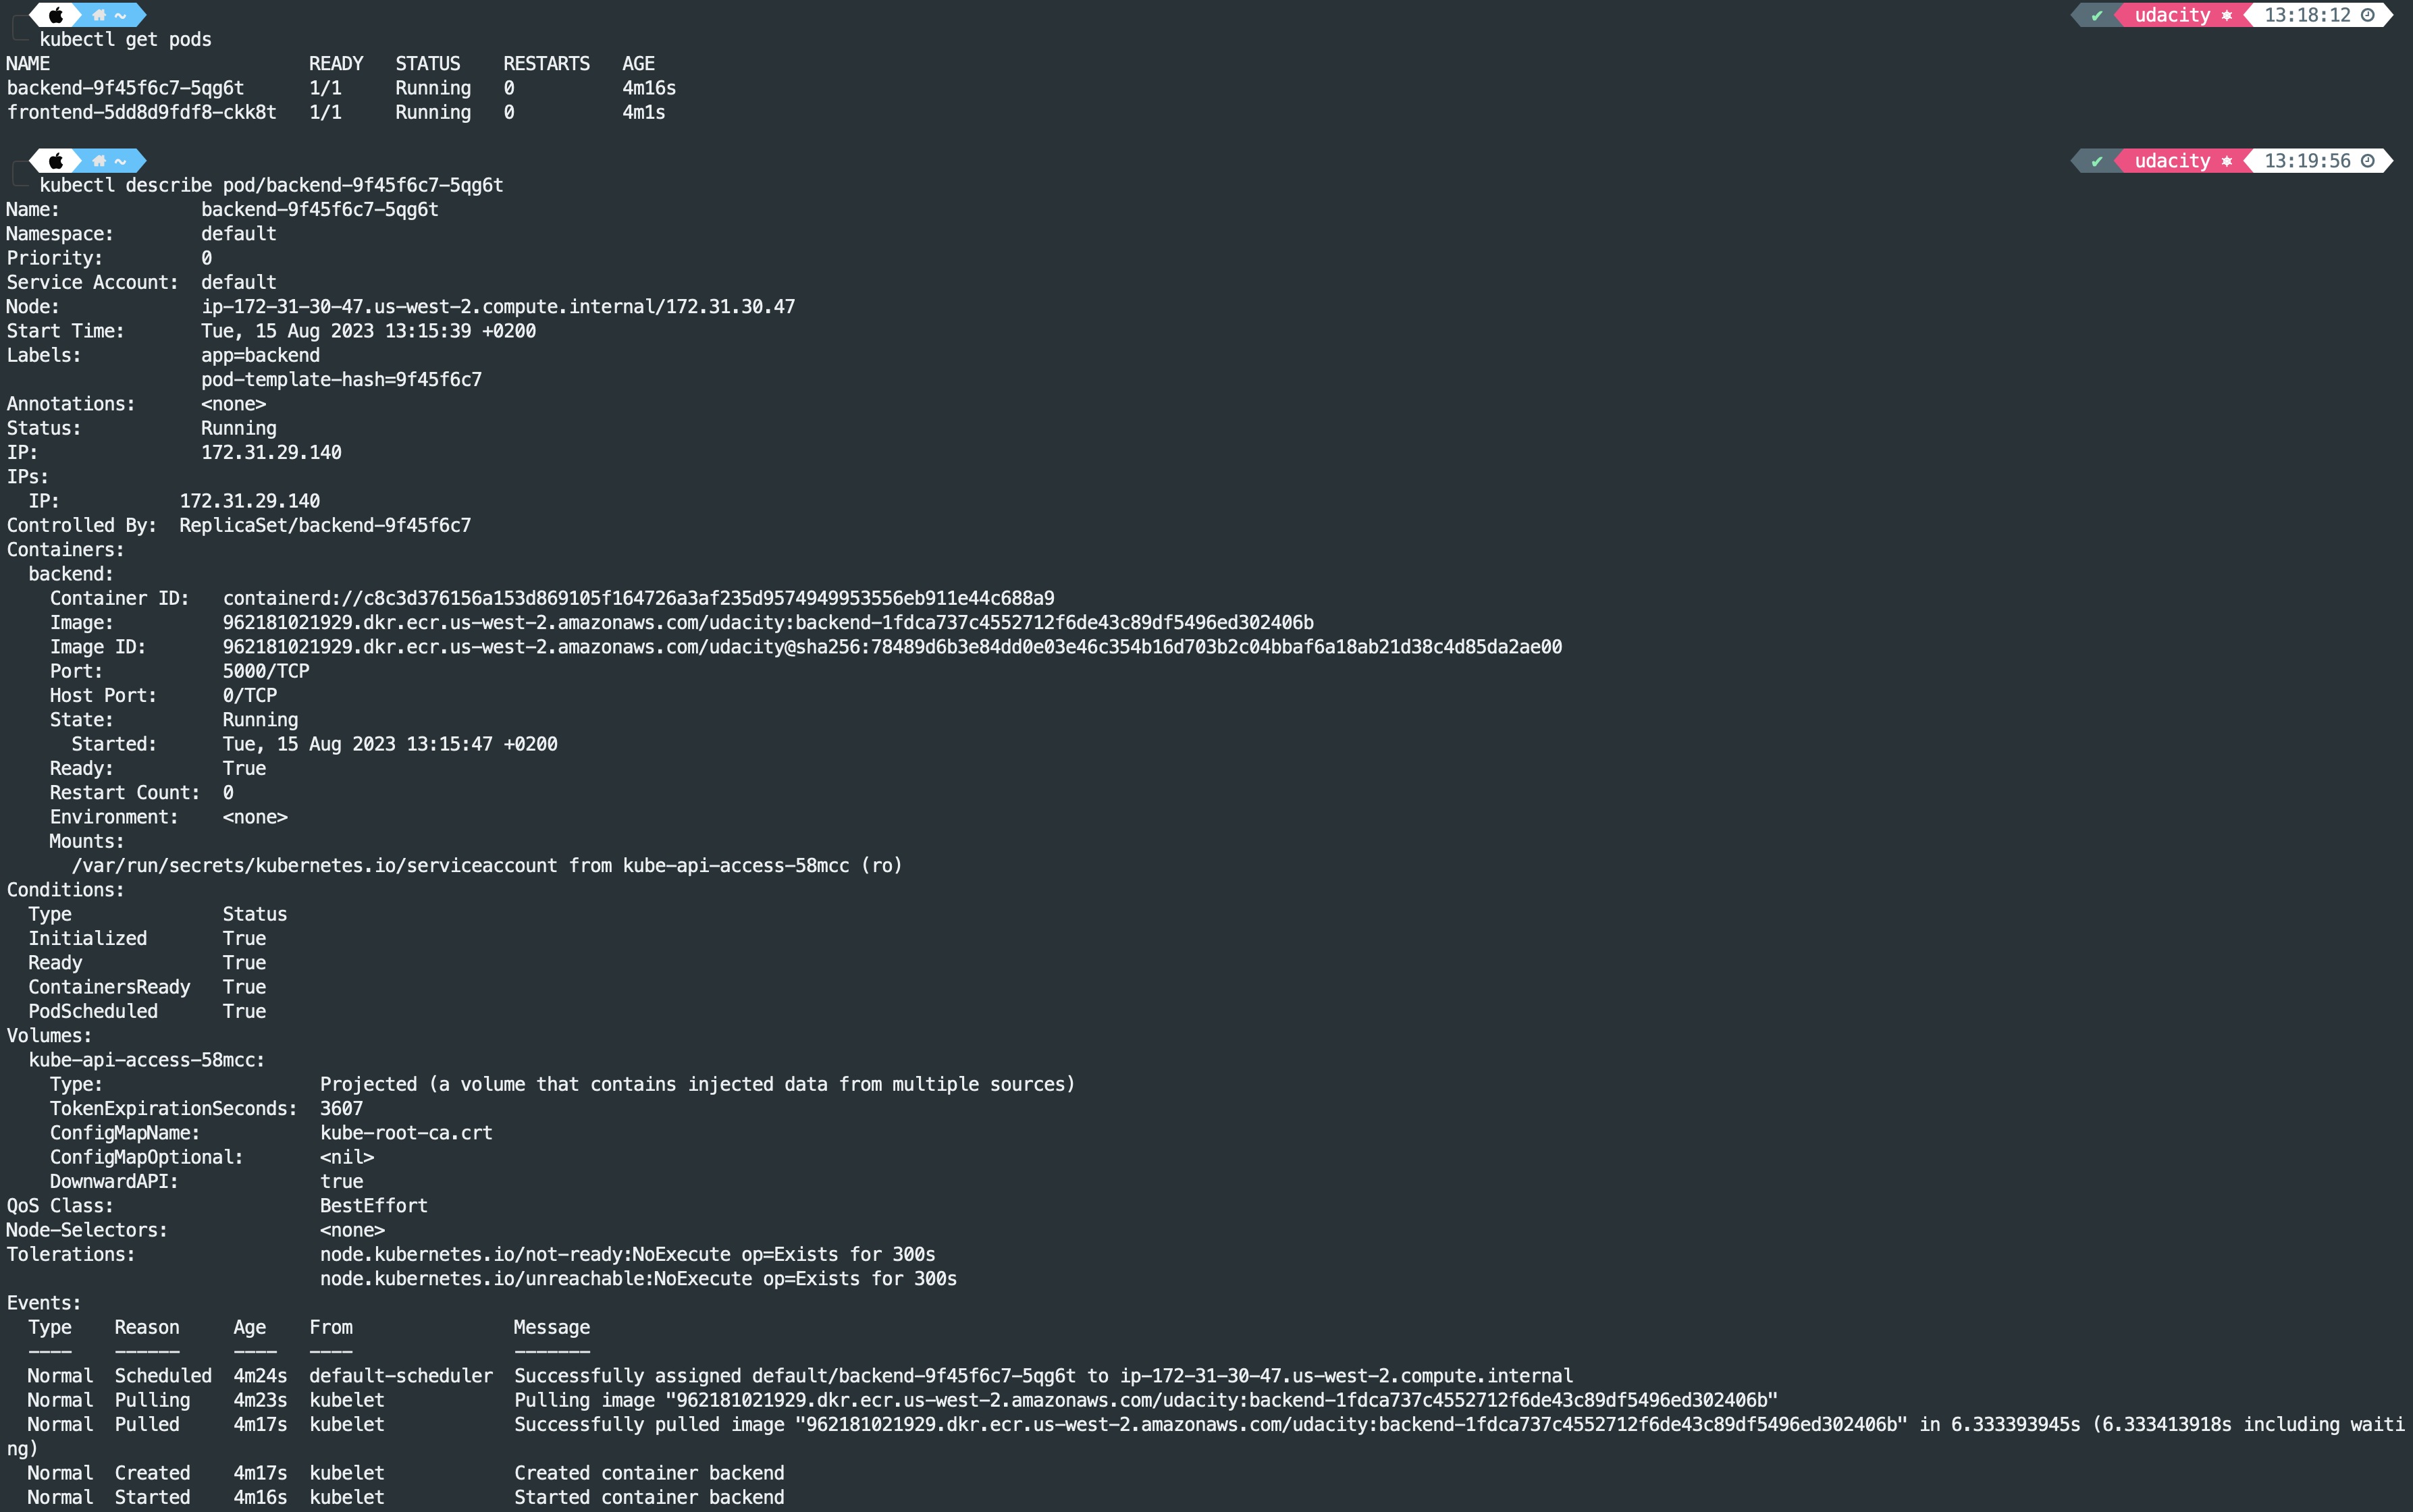 ~ ✔ udacity 13:18:12
kubectl get pods
NAME                            READY   STATUS    RESTARTS   AGE
backend-9f45f6c7-5qg6t      1/1     Running   0          4m16s
frontend-5dd8d9fdf8-ckk8t   1/1     Running   0          4m1s
~ ✔ udacity 13:19:56
kubectl describe pod/backend-9f45f6c7-5qg6t
Name:             backend-9f45f6c7-5qg6t
Namespace:        default
Priority:         0
Service Account:  default
Node:             ip-172-31-30-47.us-west-2.compute.internal/172.31.30.47
Start Time:       Tue, 15 Aug 2023 13:15:39 +0200
Labels:           app=backend
                  pod-template-hash=9f45f6c7
Annotations:      <none>
Status:           Running
IP:               172.31.29.140
IPs:
  IP:           172.31.29.140
Controlled By:  ReplicaSet/backend-9f45f6c7
Containers:
  backend:
    Container ID:   containerd://c8c3d376156a153d869105f164726a3af235d9574949953556eb911e44c688a9
    Image:          962181021929.dkr.ecr.us-west-2.amazonaws.com/udacity:backend-1fdca737c4552712f6de43c89df5496ed302406b
    Image ID:       962181021929.dkr.ecr.us-west-2.amazonaws.com/udacity@sha256:78489d6b3e84dd0e03e46c354b16d703b2c04bbaf6a18ab21d38c4d85da2ae00
    Port:           5000/TCP
    Host Port:      0/TCP
    State:          Running
      Started:      Tue, 15 Aug 2023 13:15:47 +0200
    Ready:          True
    Restart Count:  0
    Environment:    <none>
    Mounts:
      /var/run/secrets/kubernetes.io/serviceaccount from kube-api-access-58mcc (ro)
Conditions:
  Type              Status
  Initialized       True
  Ready             True
  ContainersReady   True
  PodScheduled      True
Volumes:
  kube-api-access-58mcc:
    Type:                    Projected (a volume that contains injected data from multiple sources)
    TokenExpirationSeconds:  3607
    ConfigMapName:           kube-root-ca.crt
    ConfigMapOptional:       <nil>
    DownwardAPI:             true
QoS Class:                   BestEffort
Node-Selectors:              <none>
Tolerations:                 node.kubernetes.io/not-ready:NoExecute op=Exists for 300s
                             node.kubernetes.io/unreachable:NoExecute op=Exists for 300s
Events:
  Type    Reason     Age    From               Message
  ----    ------     ----   ----               -------
  Normal  Scheduled  4m24s  default-scheduler  Successfully assigned default/backend-9f45f6c7-5qg6t to ip-172-31-30-47.us-west-2.compute.internal
  Normal  Pulling    4m23s  kubelet            Pulling image "962181021929.dkr.ecr.us-west-2.amazonaws.com/udacity:backend-1fdca737c4552712f6de43c89df5496ed302406b"
  Normal  Pulled     4m17s  kubelet            Successfully pulled image "962181021929.dkr.ecr.us-west-2.amazonaws.com/udacity:backend-1fdca737c4552712f6de43c89df5496ed302406b" in 6.333393945s (6.333413918s including waiti
ng)
  Normal  Created    4m17s  kubelet            Created container backend
  Normal  Started    4m16s  kubelet            Started container backend